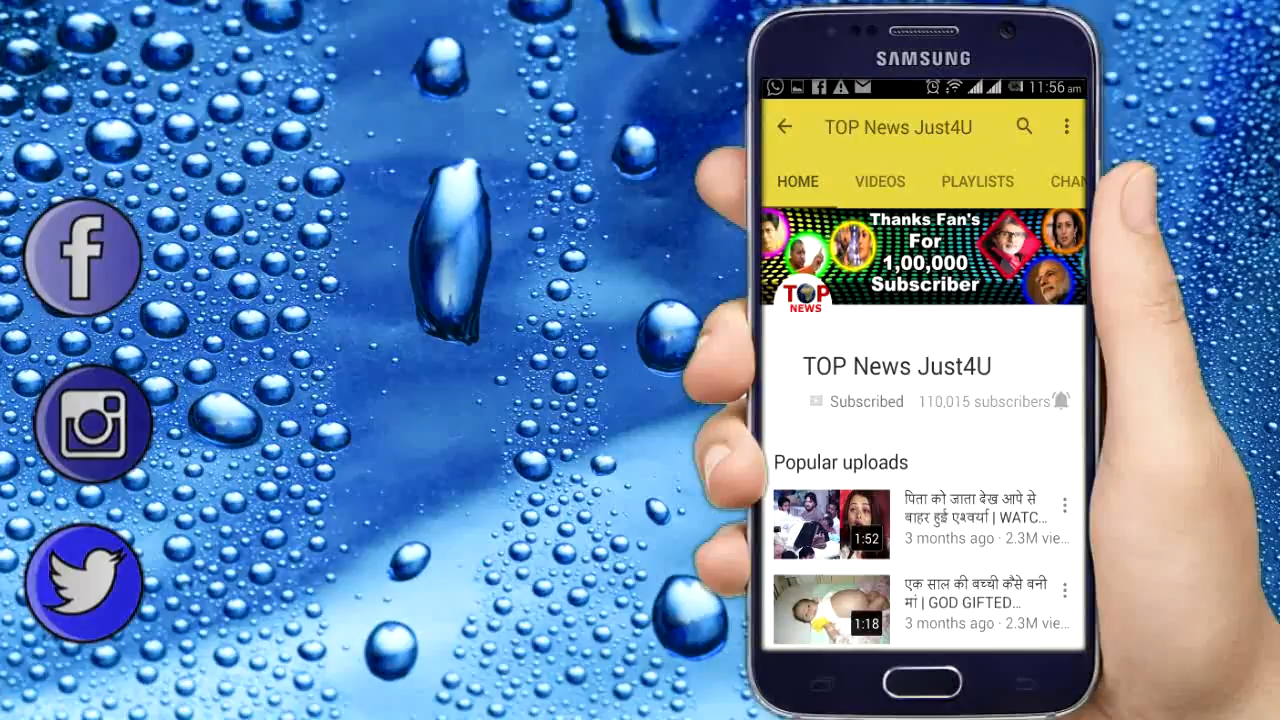 SAMSUNG
11:56 am
TOP News Just4U
HOME VIDEOS PLAYLISTS CHAN
Thanks Fan's
For
1,00,000
Subscriber
TOP
NEWS
TOP News Just4U
Subscribed 110,015 subscribers
Popular uploads
पिता को जाता देख आपे से
बाहर हुई एश्वर्या | WATC...
3 months ago · 2.3M vie...
1:52
एक साल की बच्ची कैसे बनी
मां | GOD GIFTED...
3 months ago · 2.3M vie...
1:18